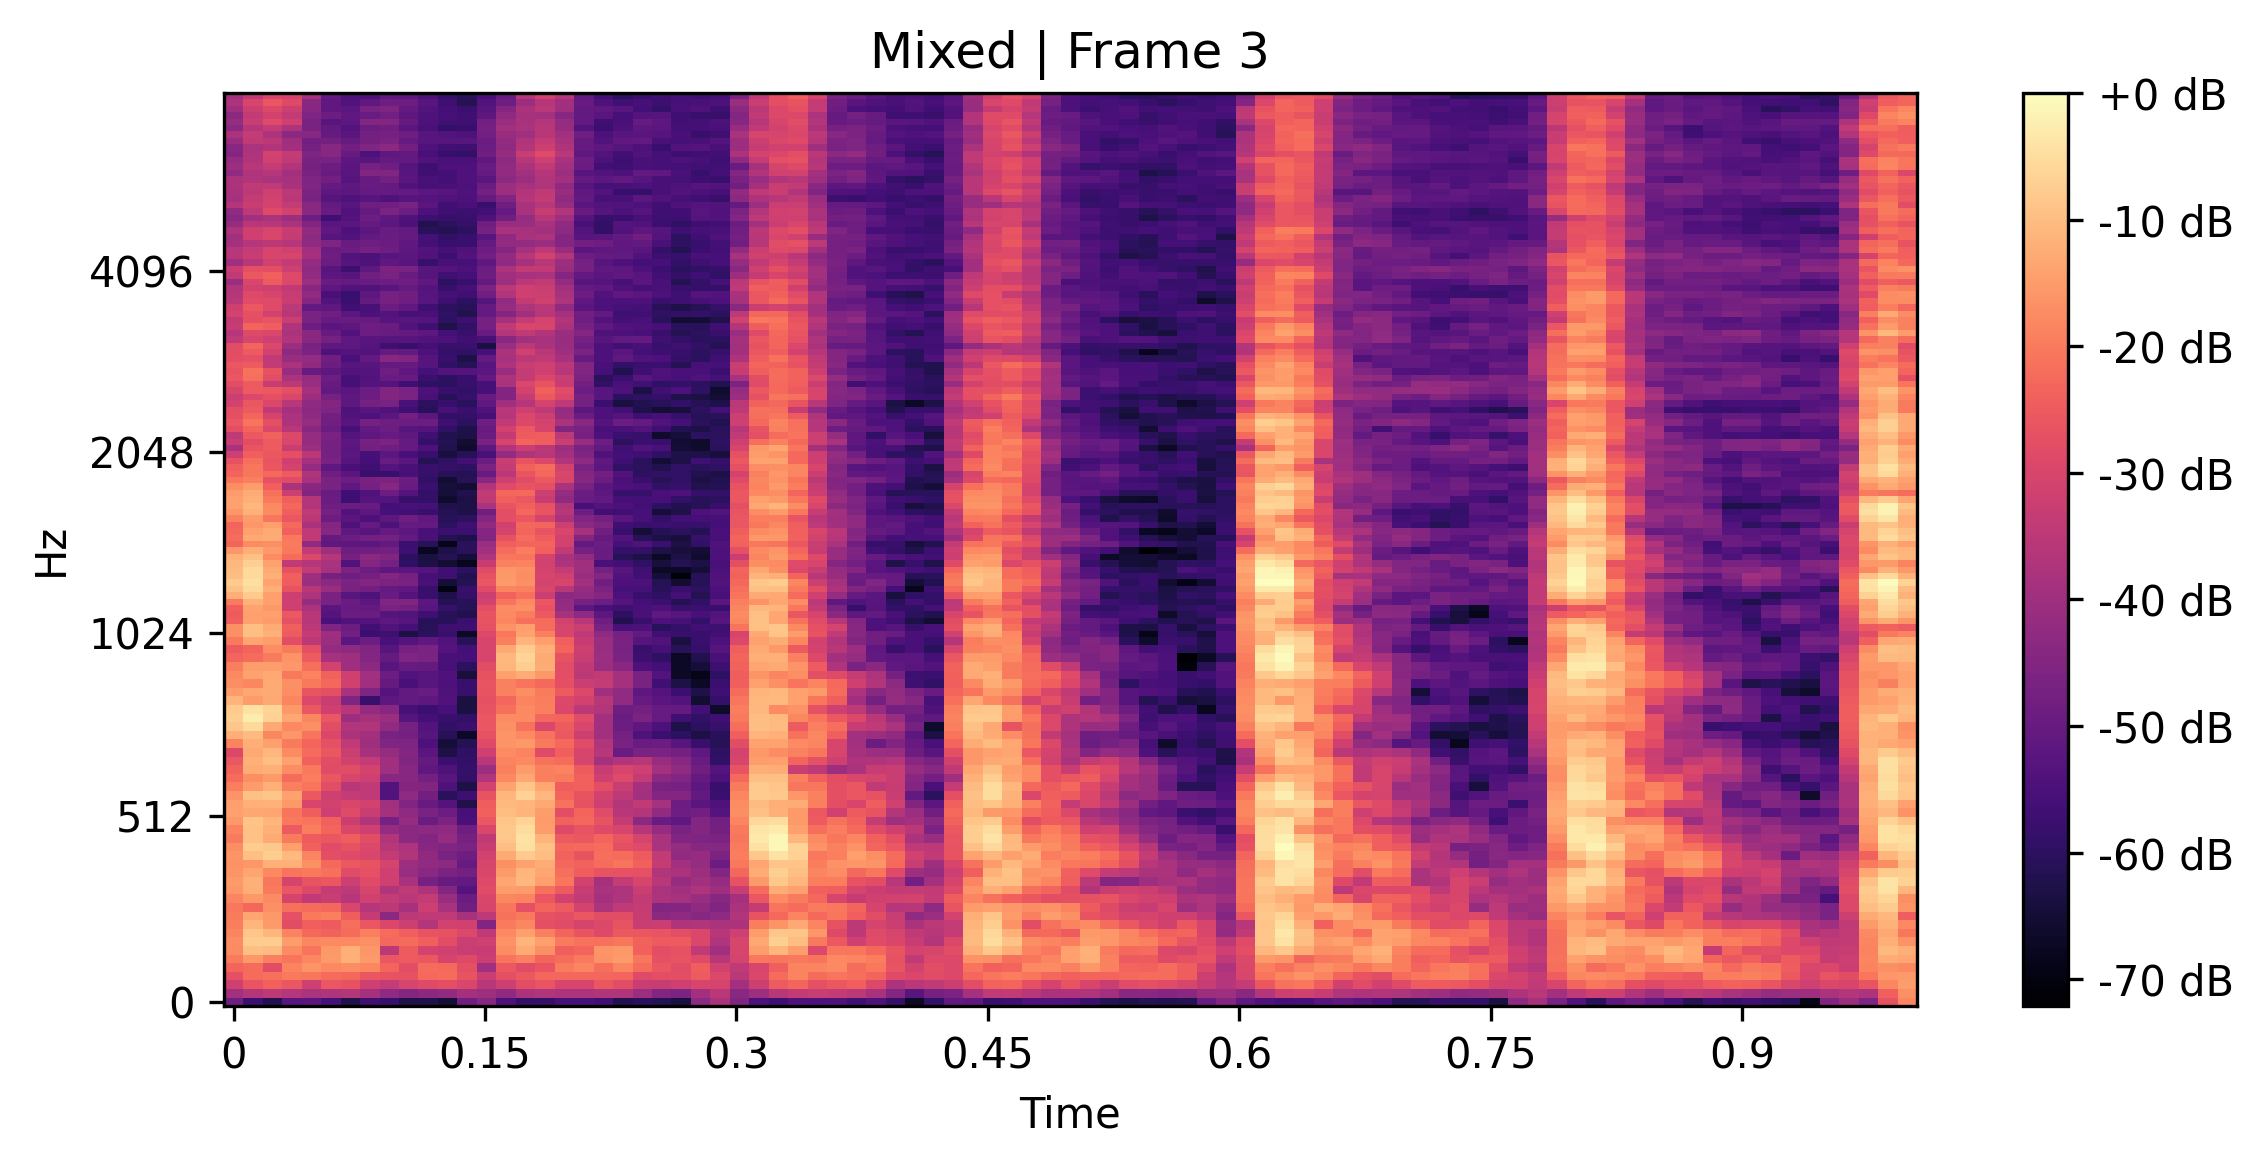 Mixed | Frame 3
Hz
4096
2048
1024
512
0
0 0.15 0.3 0.45 0.6 0.75 0.9
Time
+0 dB
-10 dB
-20 dB
-30 dB
-40 dB
-50 dB
-60 dB
-70 dB